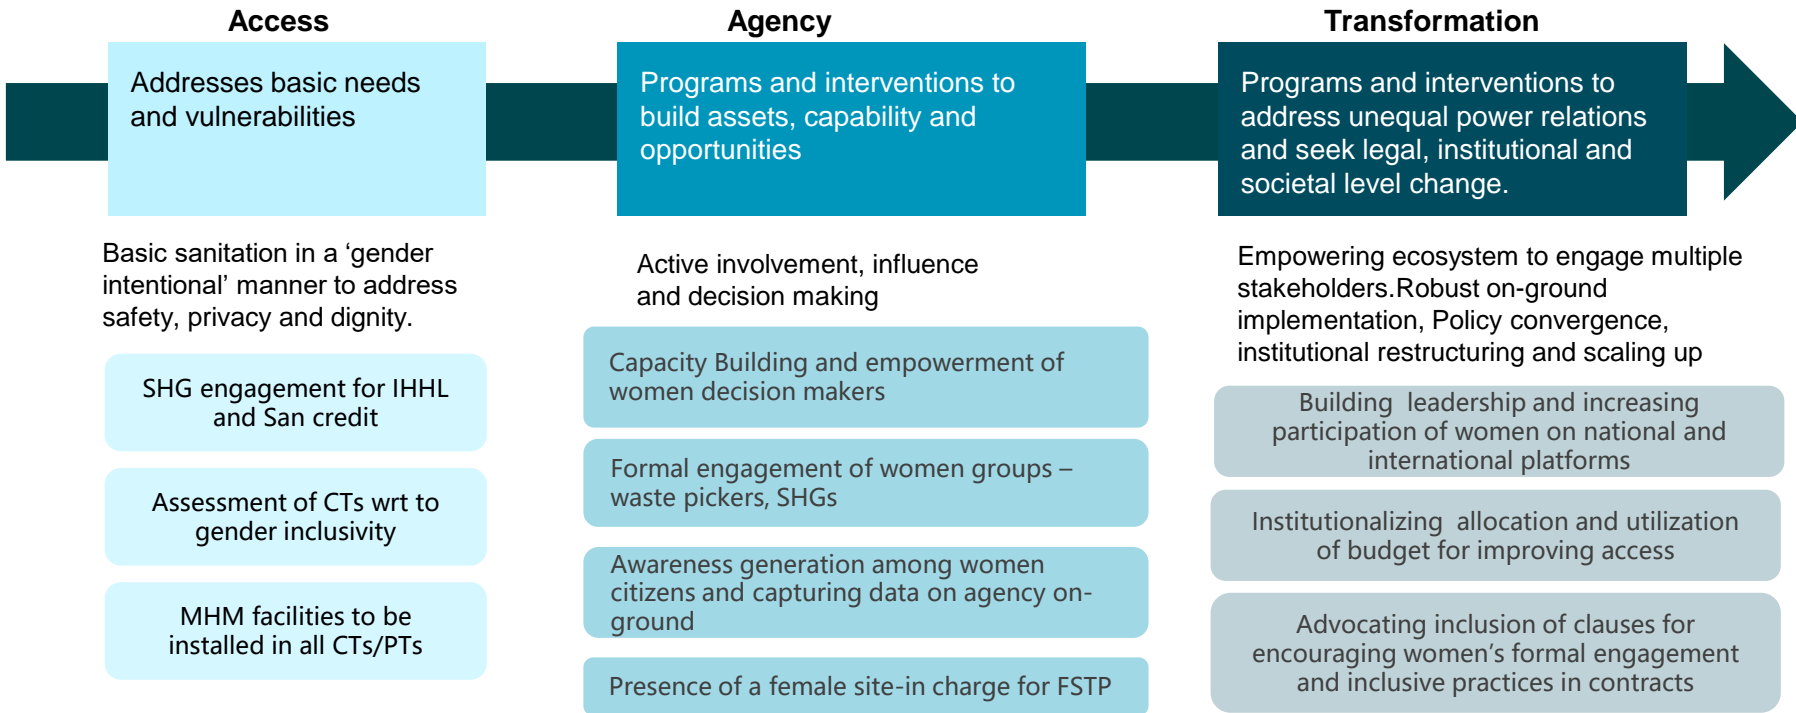 Access
Addresses basic needs
and vulnerabilities
Basic sanitation in a ‘gender
intentional’ manner to address
safety, privacy and dignity.
SHG engagement for IHHL
and San credit
Assessment of CTs wrt to
gender inclusivity
MHM facilities to be
installed in all CTs/PTs
Agency
Programs and interventions to
build assets, capability and
opportunities
Active involvement, influence
and decision making
Capacity Building and empowerment of
women decision makers
Formal engagement of women groups –
waste pickers, SHGs
Awareness generation among women
citizens and capturing data on agency on-
ground
Presence of a female site-in charge for FSTP
Transformation
Programs and interventions to
address unequal power relations
and seek legal, institutional and
societal level change.
Empowering ecosystem to engage multiple
stakeholders.Robust on-ground
implementation, Policy convergence,
institutional restructuring and scaling up
Building leadership and increasing
participation of women on national and
international platforms
Institutionalizing allocation and utilization
of budget for improving access
Advocating inclusion of clauses for
encouraging women’s formal engagement
and inclusive practices in contracts